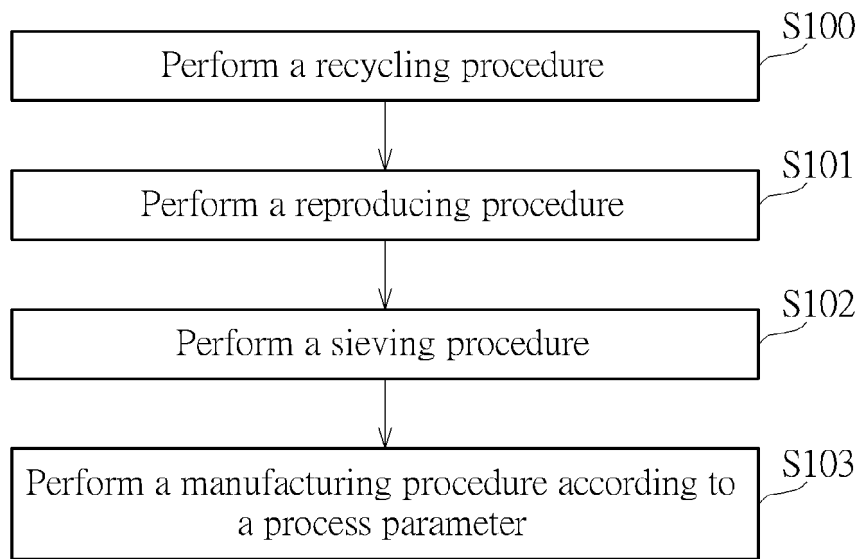 S100
Perform a recycling procedure
S101
Perform a reproducing procedure
S102
Perform a sieving procedure
S103
Perform a manufacturing procedure according to
a process parameter